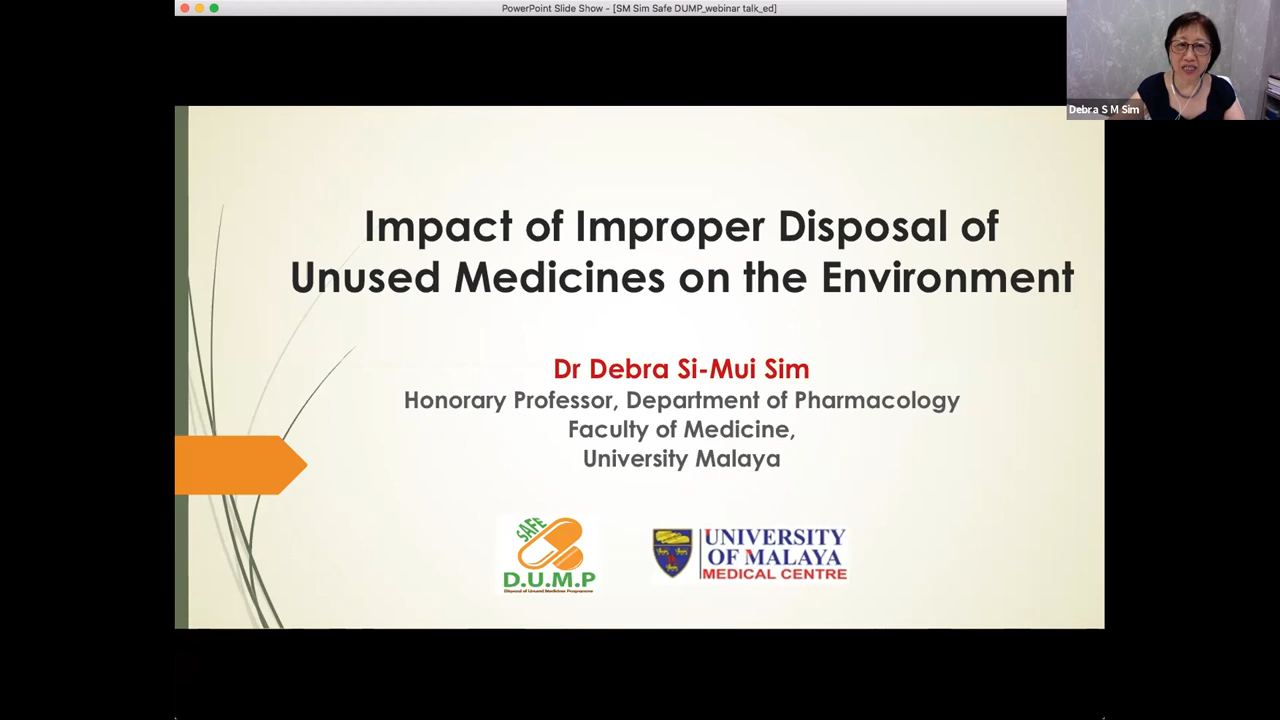 PowerPoint Slide Show - [SM Sim Safe DUMP_webinar talk_ed]
Debra S M Sim
Impact of Improper Disposal of
Unused Medicines on the Environment
Dr Debra Si-Mui Sim
Honorary Professor, Department of Pharmacology
Faculty of Medicine,
University Malaya
SAFE
D.U.M.P
Disposal of Unused Medicines Programme
UNIVERSITY
OF MALAYA
MEDICAL CENTRE